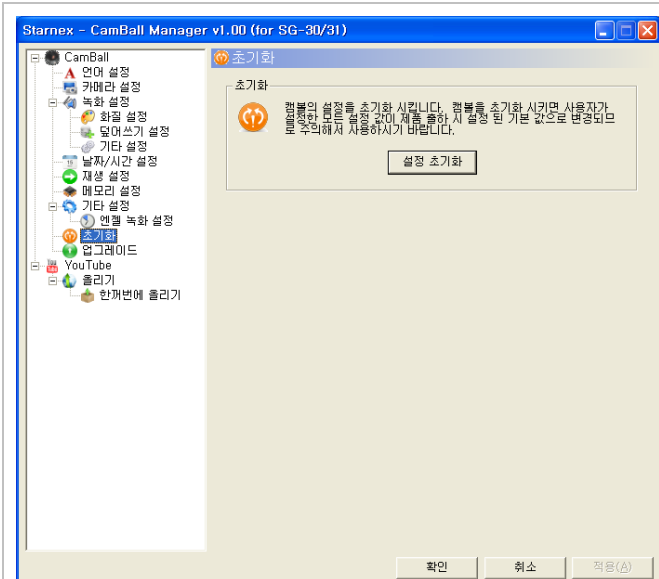 Starnex - CamBall Manager v1.00 (for SG-30/31)
CamBall
언어 설정
카메라 설정
녹화 설정
화질 설정
덮어쓰기 설정
기타 설정
날짜/시간 설정
재생 설정
메모리 설정
기타 설정
엔젤 녹화 설정
초기화
업그레이드
YouTube
올리기
한꺼번에 올리기
초기화
초기화
캠볼의 설정을 초기화 시킵니다. 캠볼을 초기화 시키면 사용자가
설정한 모든 설정 값이 제품 출하 시 설정 된 기본 값으로 변경되므
로 주의해서 사용하시기 바랍니다.
설정 초기화
확인
취소
적용(A)